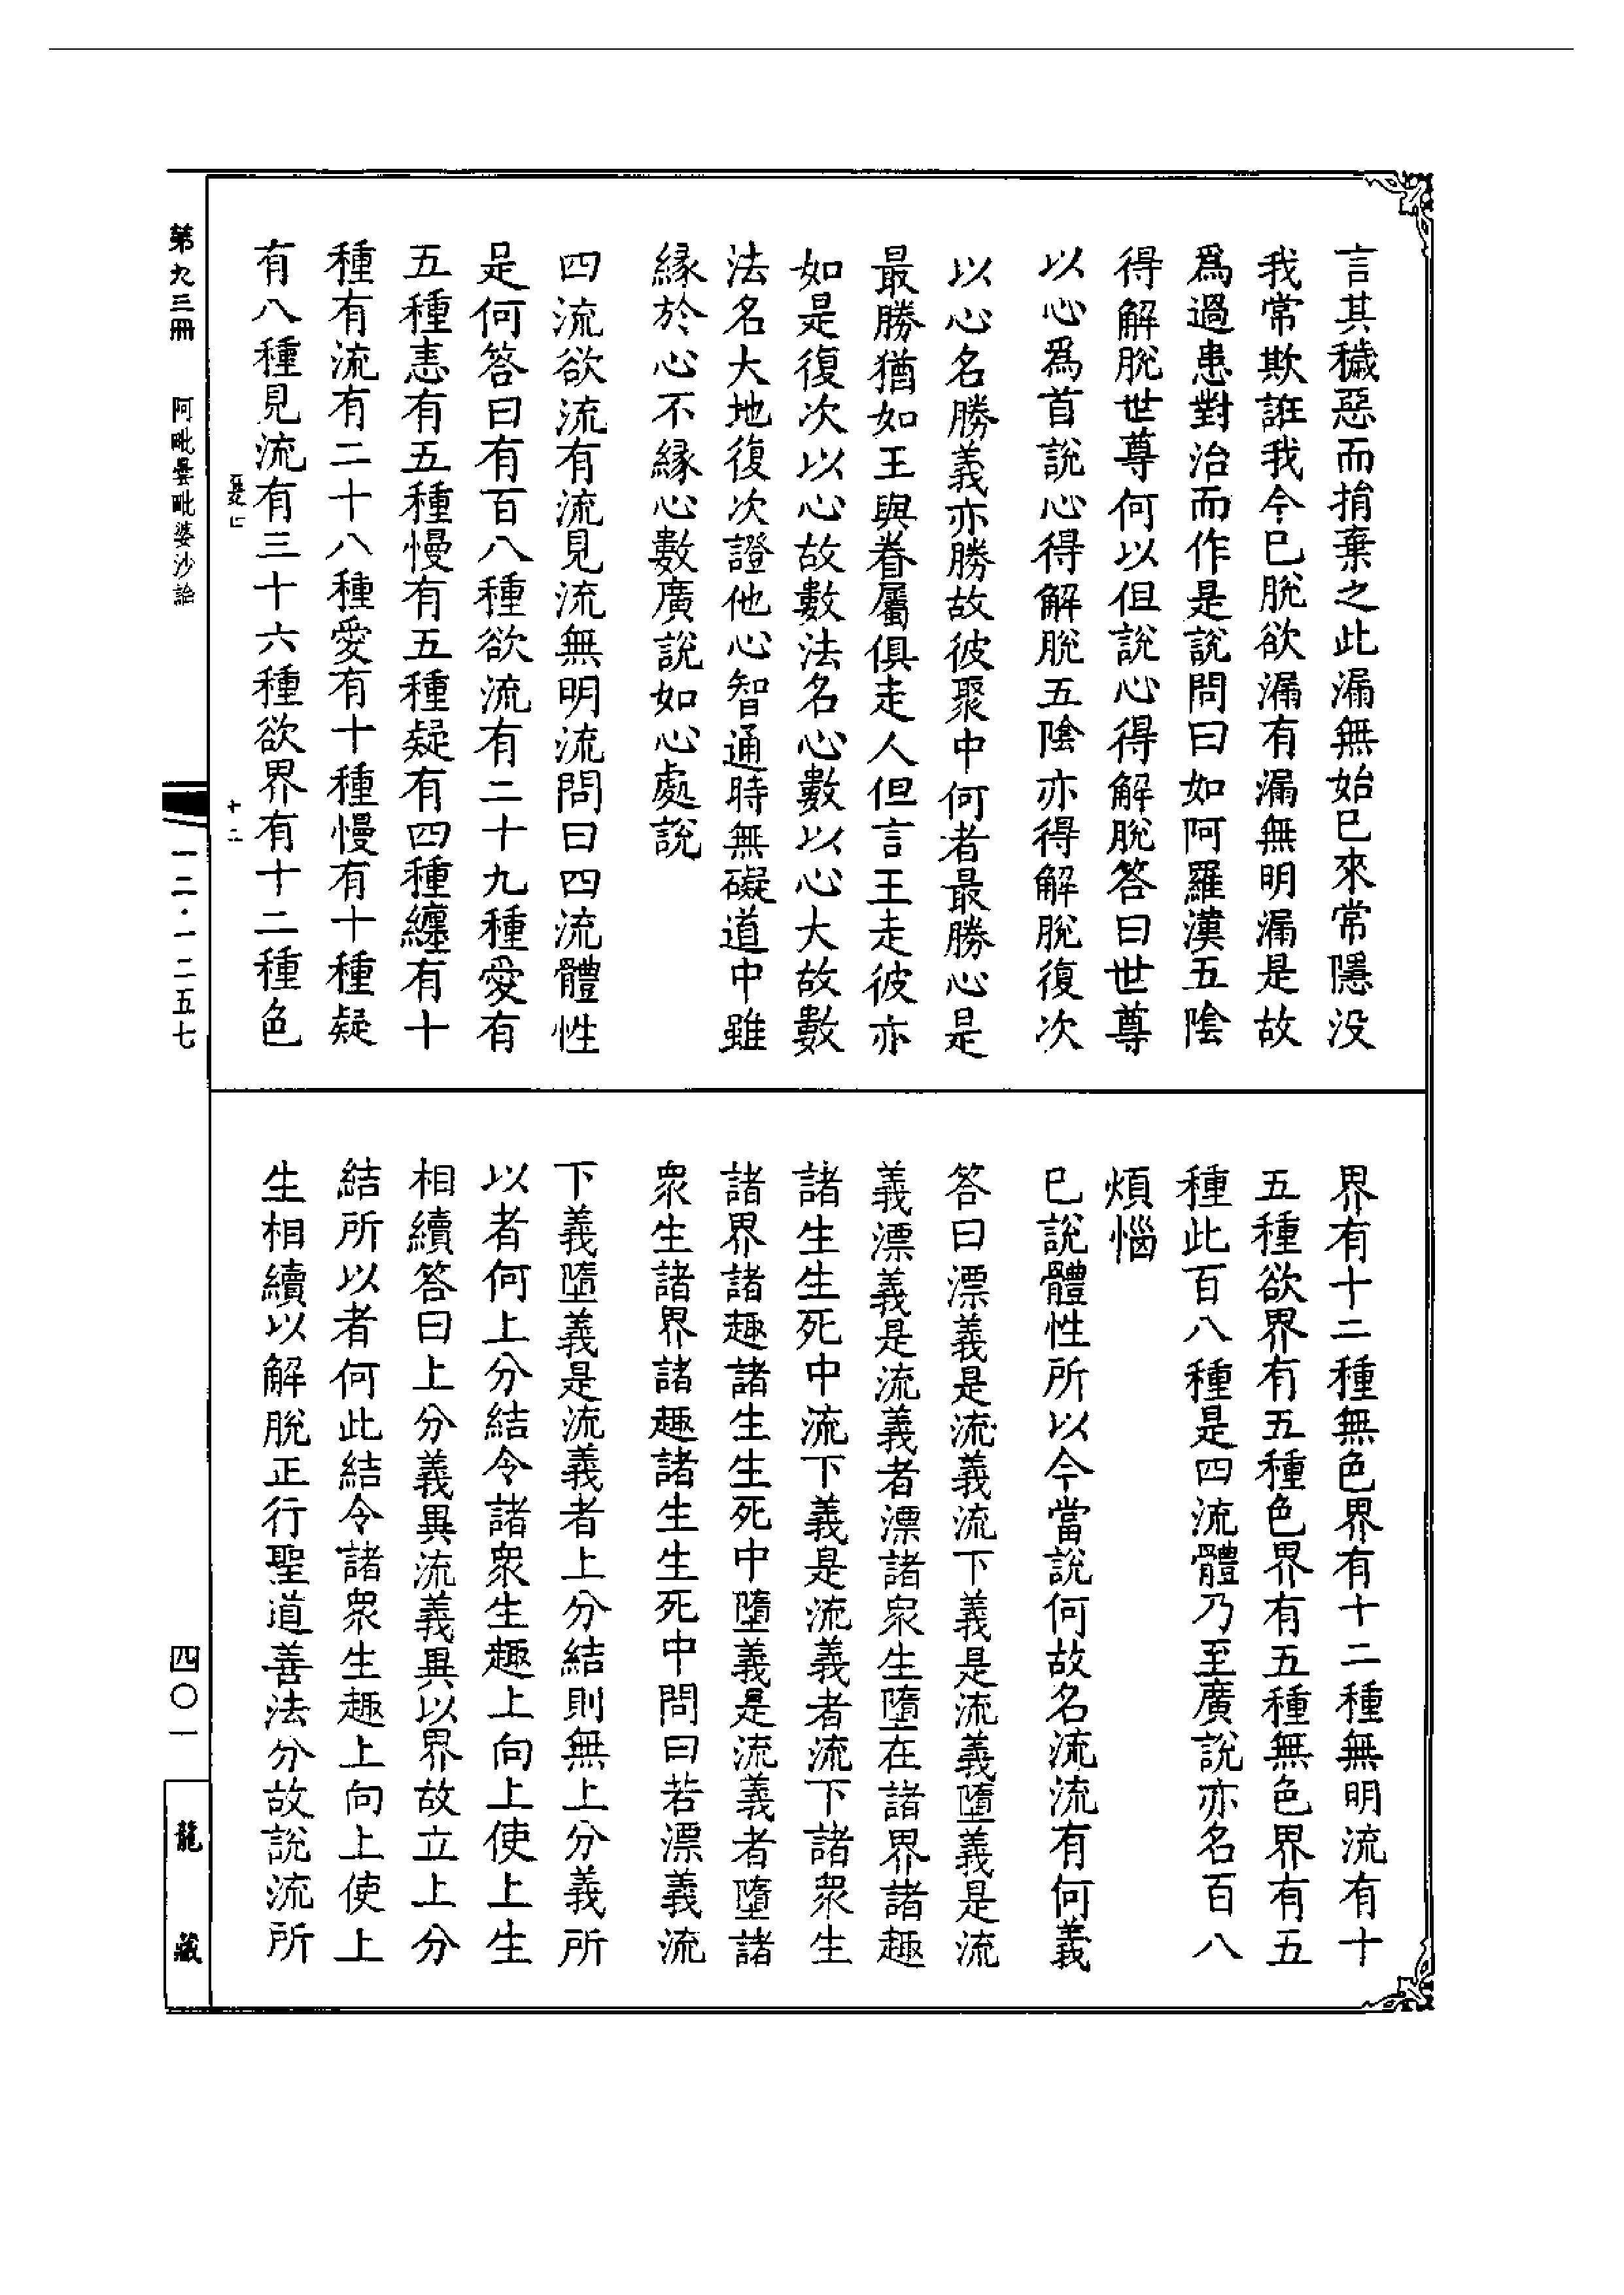 言其穢惡而捐棄之此漏無始已來常隱没
我常欺誑我今已脫欲漏有漏無明漏是故
爲過患對治而作是說問曰如阿羅漢五陰
得解脫世尊何以但說心得解脫答曰世尊
以心爲首說心得解脫五陰亦得解脫復次
以心名勝義亦勝故彼聚中何者最勝心是
最勝猶如王與眷屬俱走人但言王走彼亦
如是復次以心故數法名心數以心大故數
法名大地復次證他心智通時無礙道中雖
緣於心不緣心數廣說如心處說
四流欲流有流見流無明流問曰四流體性
是何答曰有百八種欲流有二十九種愛有
五種恚有五種慢有五種疑有四種纏有十
種有流有二十八種愛有十種慢有十種疑
有八種見流有三十六種欲界有十二種色
界有十二種無色界有十二種無明流有十
五種欲界有五種色界有五種無色界有五
種此百八種是四流體乃至廣說亦名百八
煩惱
已說體性所以今當說何故名流流有何義
答曰漂義是流義流下義是流義墮義是流
義漂義是流義者漂諸衆生墮在諸界諸趣
諸生生死中流下義是流義者流下諸衆生
諸界諸趣諸生生死中墮義是流義者墮諸
衆生諸界諸趣諸生生死中問曰若漂義流
下義墮義是流義者上分結則無上分義所
以者何上分結令諸衆生趣上向上使上生
相續答曰上分義異流義異以界故立上分
結所以者何此結令諸衆生趣上向上使上
生相續以解脫正行聖道善法分故說流所
第九三冊
阿毗曇毗婆沙論
十二
一二·一二五七
四〇一
龍藏